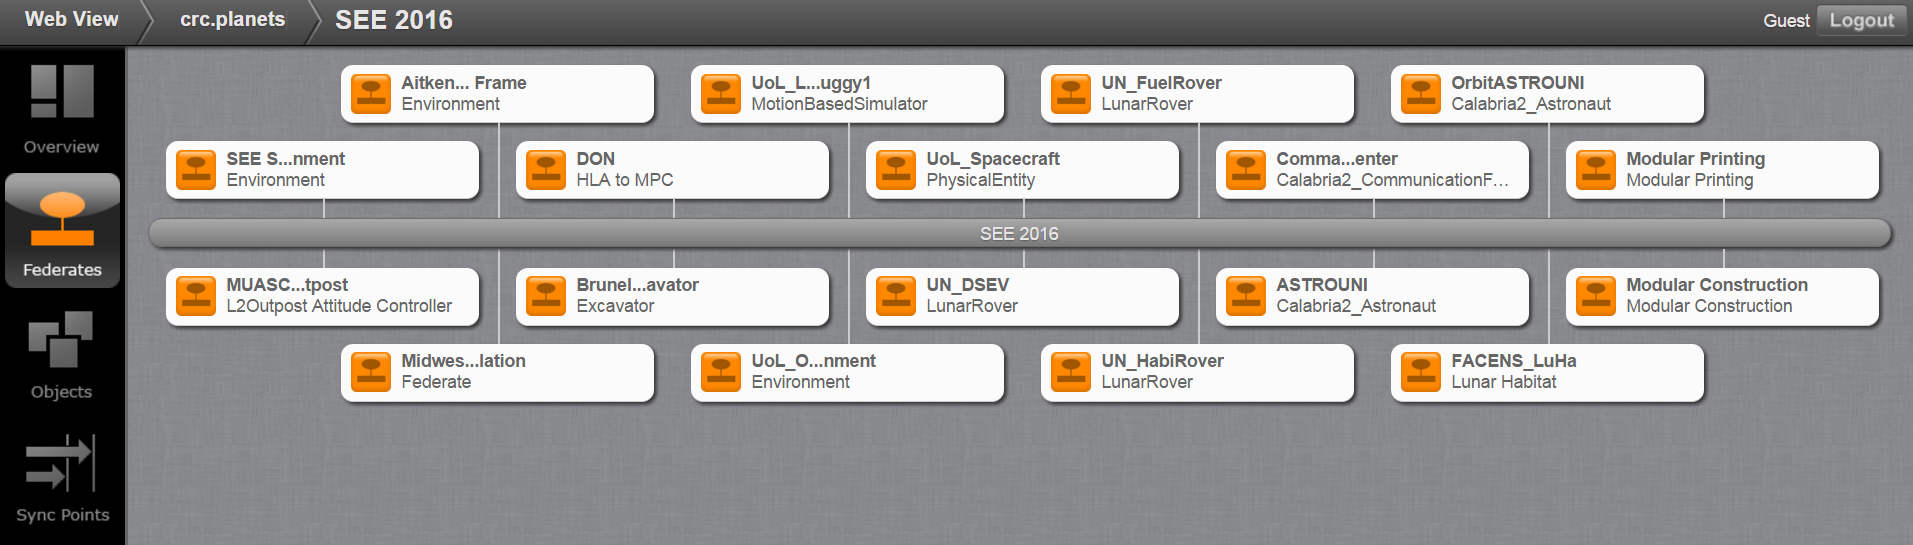 Web View
crc.planets
SEE 2016
Guest
Logout
Overview
Federates
Objects
Sync Points
Aitken... Frame
Environment
UoL_L...uggy1
MotionBasedSimulator
UN_FuelRover
LunarRover
OrbitASTROUNI
Calabria2_Astronaut
SEE S...nment
Environment
DON
HLA to MPC
UoL_Spacecraft
PhysicalEntity
Comma...enter
Calabria2_CommunicationF...
Modular Printing
Modular Printing
SEE 2016
MUASC...tpost
L2Outpost Attitude Controller
Brunel...avator
Excavator
UN_DSEV
LunarRover
ASTROUNI
Calabria2_Astronaut
Modular Construction
Modular Construction
Midwes...lation
Federate
UoL_O...nment
Environment
UN_HabiRover
LunarRover
FACENS_LuHa
Lunar Habitat